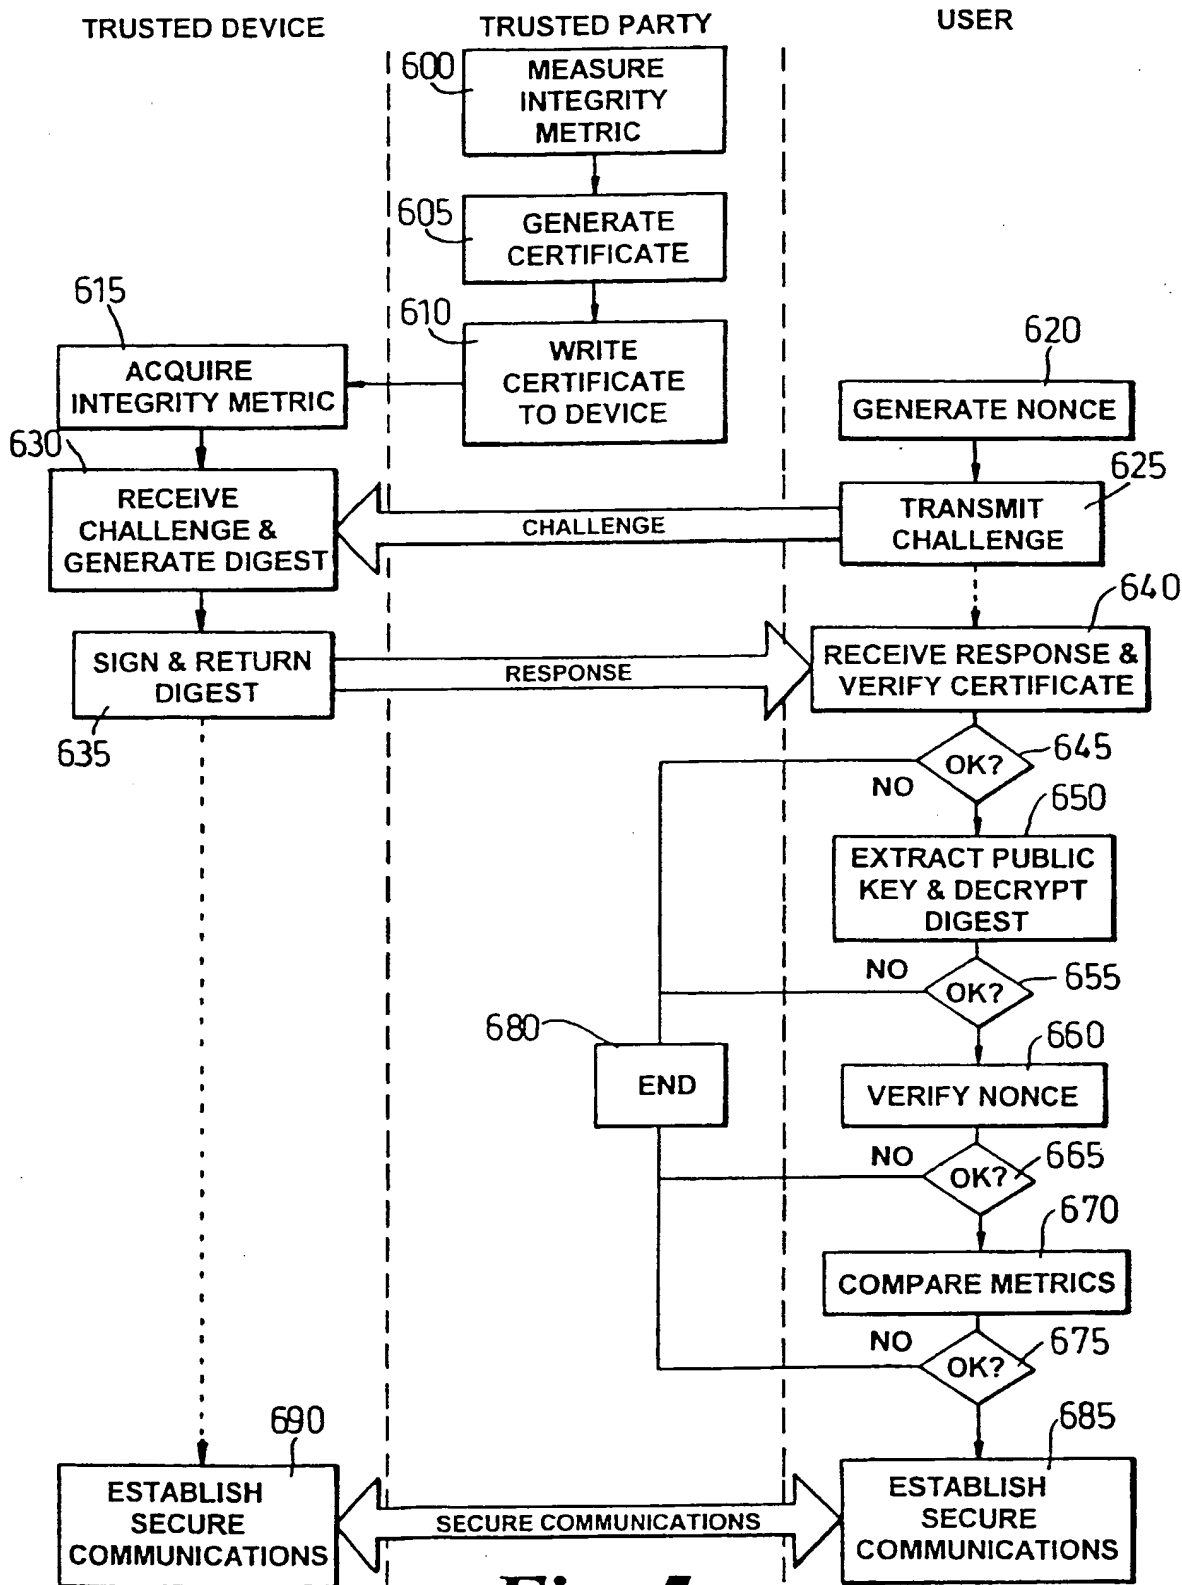 TRUSTED DEVICE
TRUSTED PARTY
USER
600
MEASURE
INTEGRITY
METRIC
605
GENERATE
CERTIFICATE
610
WRITE
CERTIFICATE
TO DEVICE
615
ACQUIRE
INTEGRITY METRIC
620
GENERATE NONCE
625
TRANSMIT
CHALLENGE
CHALLENGE
630
RECEIVE
CHALLENGE &
GENERATE DIGEST
635
SIGN & RETURN
DIGEST
RESPONSE
640
RECEIVE RESPONSE &
VERIFY CERTIFICATE
OK?
645
NO
650
EXTRACT PUBLIC
KEY & DECRYPT
DIGEST
NO
OK?
655
680
END
660
VERIFY NONCE
NO
OK?
665
670
COMPARE METRICS
NO
OK?
675
690
ESTABLISH
SECURE
COMMUNICATIONS
SECURE COMMUNICATIONS
685
ESTABLISH
SECURE
COMMUNICATIONS